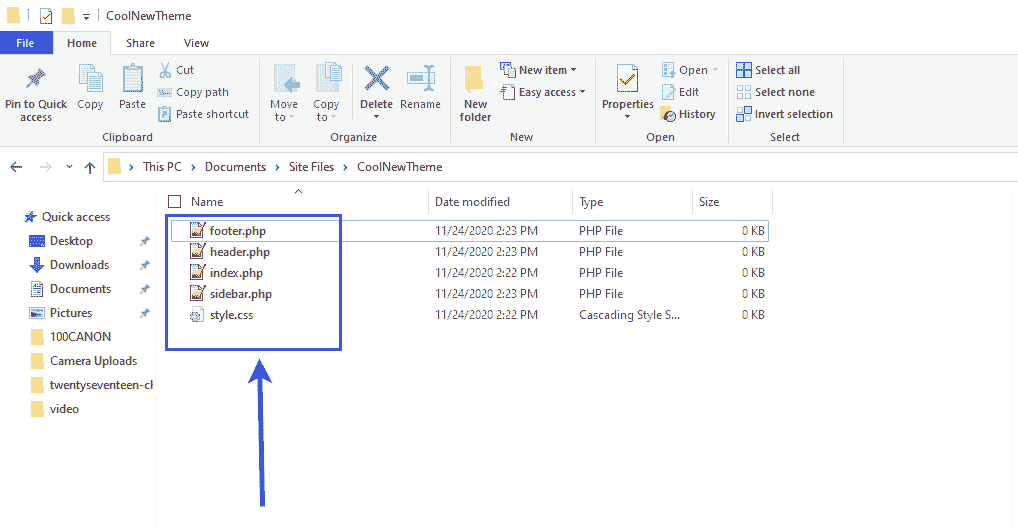 CoolNewTheme
File Home Share View
Pin to Quick access
Copy
Paste
Cut
Copy path
Paste shortcut
Clipboard
Move to
Copy to
Delete
Rename
Organize
New folder
New item
Easy access
New
Properties
Open
Edit
History
Open
Select all
Select none
Invert selection
Select
This PC > Documents > Site Files > CoolNewTheme
Name Date modified Type Size
Quick access
Desktop
Downloads
Documents
Pictures
100CANON
Camera Uploads
twentyseventeen-cl
video
footer.php 11/24/2020 2:23 PM PHP File 0 KB
header.php 11/24/2020 2:23 PM PHP File 0 KB
index.php 11/24/2020 2:22 PM PHP File 0 KB
sidebar.php 11/24/2020 2:23 PM PHP File 0 KB
style.css 11/24/2020 2:22 PM Cascading Style S... 0 KB